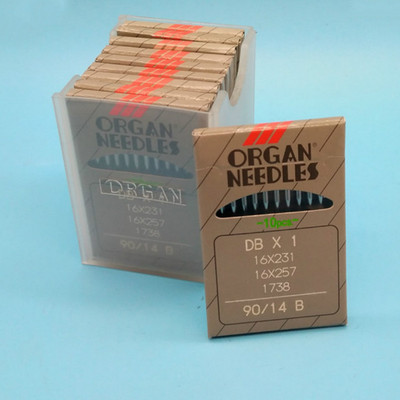 ORGAN
NEEDLES
ORGAN
16X231
16X257
1738
90/14 B
ORGAN®
NEEDLES
-10pcs-
DB X 1
16X231
16X257
1738
90/14 B